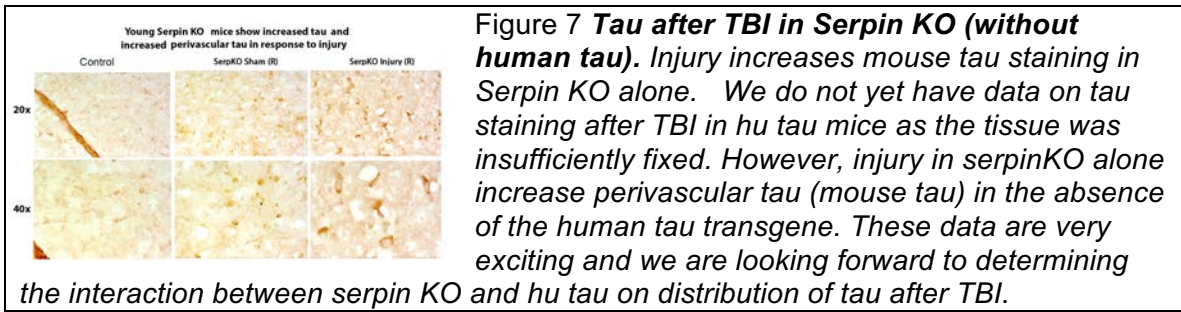 Young Serpin KO mice show increased tau and
increased perivascular tau in response to injury
Control SerpKO Sham (R) SerpKO Injury (R)
20x
40x
Figure 7 Tau after TBI in Serpin KO (without
human tau). Injury increases mouse tau staining in
Serpin KO alone. We do not yet have data on tau
staining after TBI in hu tau mice as the tissue was
insufficiently fixed. However, injury in serpinKO alone
increase perivascular tau (mouse tau) in the absence
of the human tau transgene. These data are very
exciting and we are looking forward to determining
the interaction between serpin KO and hu tau on distribution of tau after TBI.